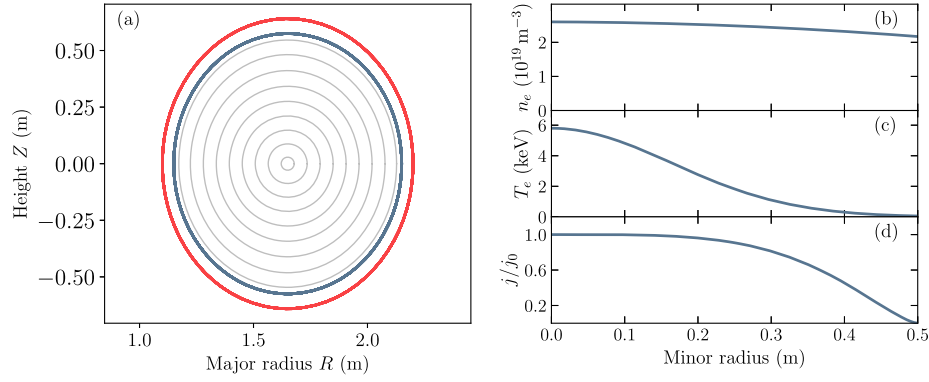 (a)
0.50
0.25
0.00
−0.25
−0.50
Height Z (m)
1.0 1.5 2.0
Major radius R (m)
(b)
2
1
0
n_e (10^19 m^−3)
(c)
6
4
2
0
T_e (keV)
(d)
1.0
0.6
0.2
j/j_0
0.0 0.1 0.2 0.3 0.4 0.5
Minor radius (m)